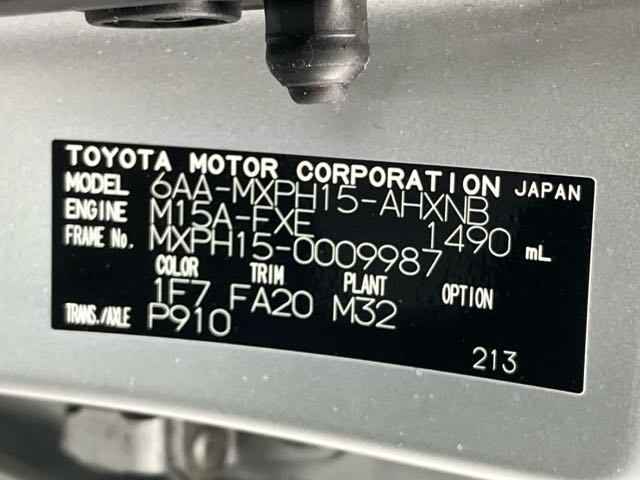 TOYOTA MOTOR CORPORATION JAPAN
MODEL 6AA-MXPH15-AHXNB
ENGINE M15A-FXE 1490 mL
FRAME No. MXPH15-0009987
COLOR TRIM PLANT OPTION
1F7 FA20 M32
TRANS./AXLE P910
213